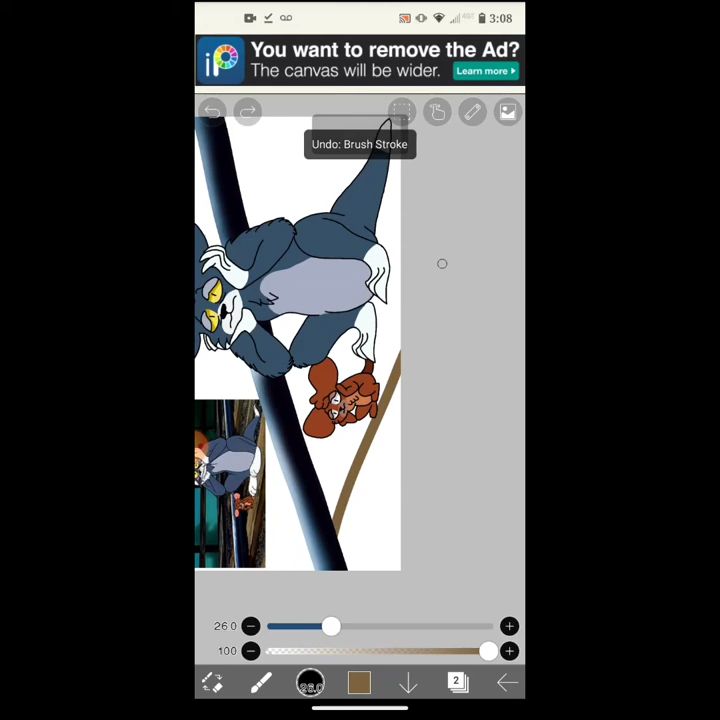 3:08
iP
You want to remove the Ad?
The canvas will be wider.
Learn more
Undo: Brush Stroke
26.0
100
26.0
2